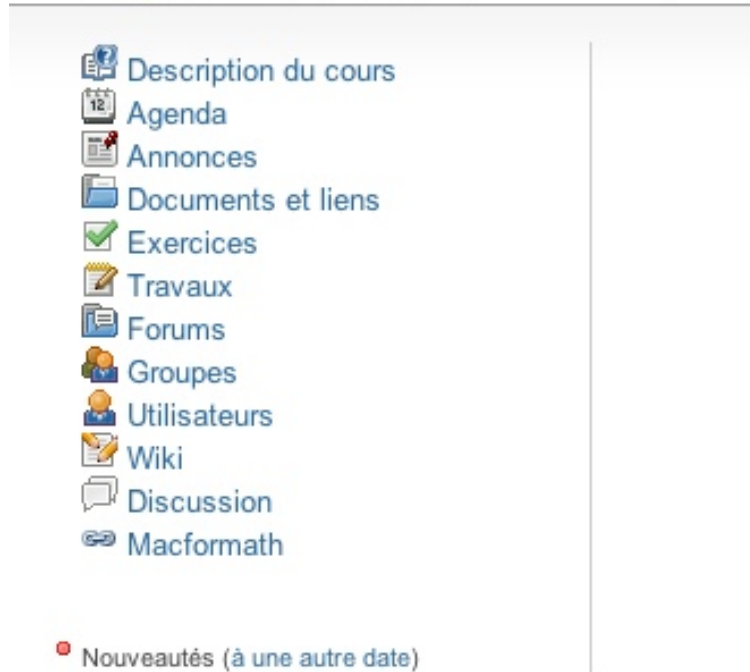 Description du cours
12
Agenda
Annonces
Documents et liens
Exercices
Travaux
Forums
Groupes
Utilisateurs
Wiki
Discussion
Macformath
Nouveautés (à une autre date)